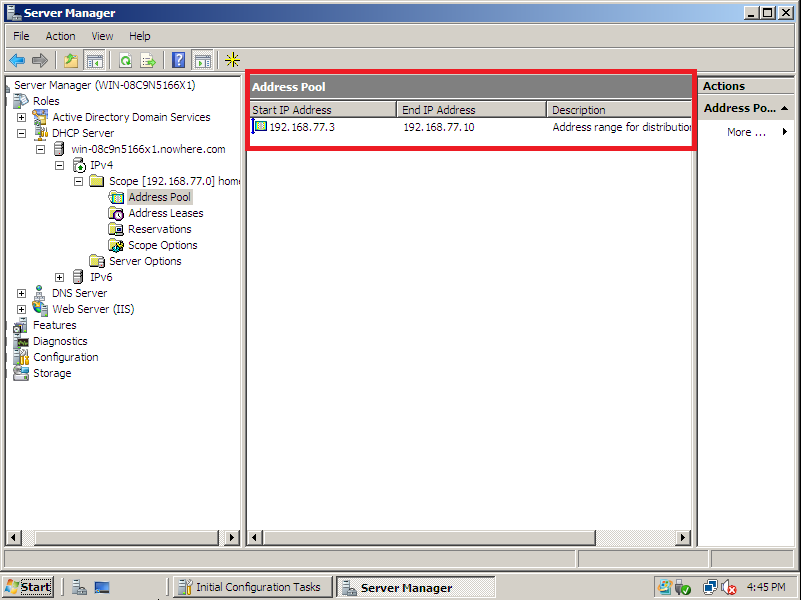 Server Manager
File Action View Help
Server Manager (WIN-08C9N5166X1)
Roles
Active Directory Domain Services
DHCP Server
win-08c9n5166x1.nowhere.com
IPv4
Scope [192.168.77.0] home
Address Pool
Address Leases
Reservations
Scope Options
Server Options
IPv6
DNS Server
Web Server (IIS)
Features
Diagnostics
Configuration
Storage
Address Pool
Start IP Address End IP Address Description
192.168.77.3 192.168.77.10 Address range for distribution
Actions
Address Po...
More ...
Start Initial Configuration Tasks Server Manager 4:45 PM